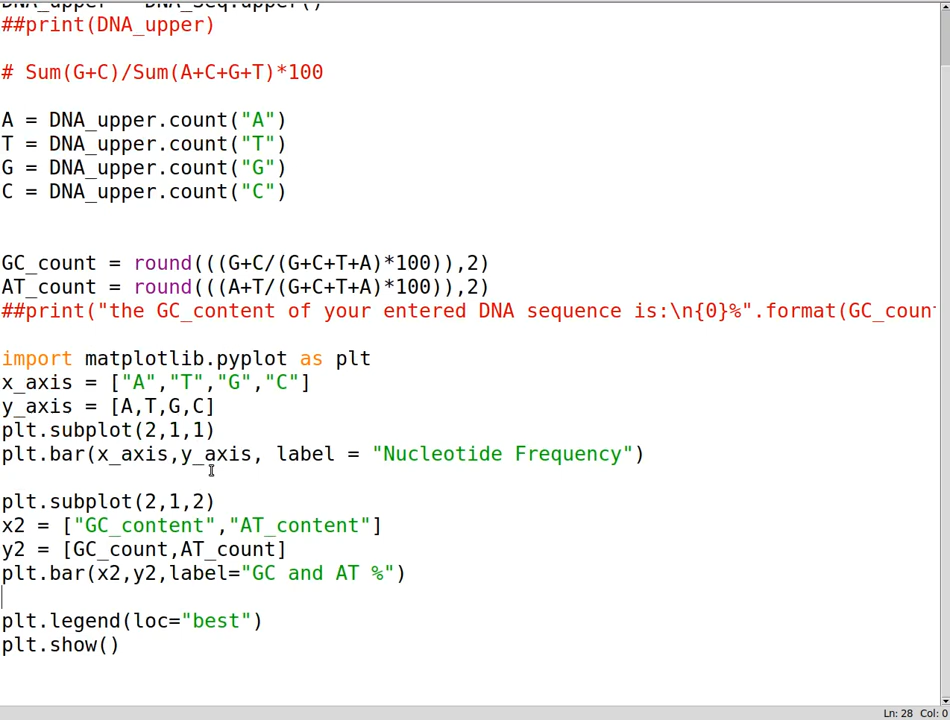 DNA_upper = DNA_seq.upper()
##print(DNA_upper)
# Sum(G+C)/Sum(A+C+G+T)*100
A = DNA_upper.count("A")
T = DNA_upper.count("T")
G = DNA_upper.count("G")
C = DNA_upper.count("C")
GC_count = round(((G+C/(G+C+T+A)*100)),2)
AT_count = round(((A+T/(G+C+T+A)*100)),2)
##print("the GC_content of your entered DNA sequence is:\n{0}%".format(GC_count
import matplotlib.pyplot as plt
x_axis = ["A","T","G","C"]
y_axis = [A,T,G,C]
plt.subplot(2,1,1)
plt.bar(x_axis,y_axis, label = "Nucleotide Frequency")
plt.subplot(2,1,2)
x2 = ["GC_content","AT_content"]
y2 = [GC_count,AT_count]
plt.bar(x2,y2,label="GC and AT %")
plt.legend(loc="best")
plt.show()
Ln: 28 Col: 0